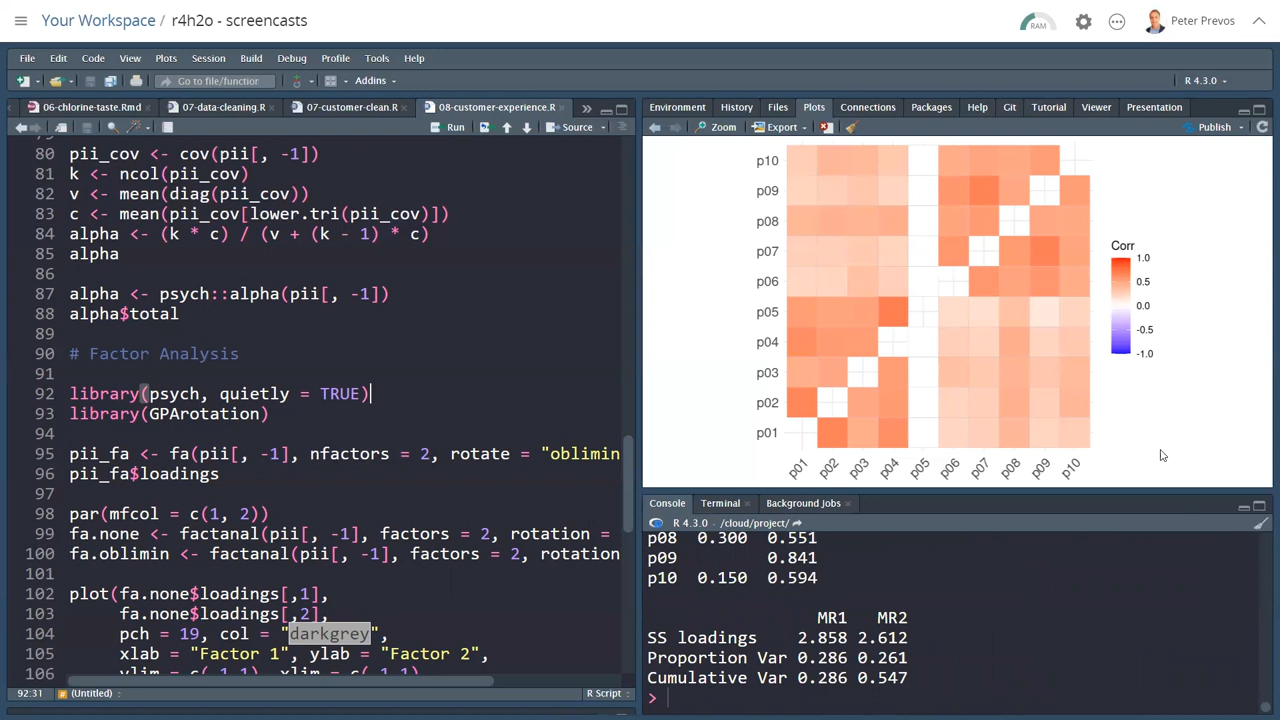 Your Workspace / r4h2o - screencasts
RAM
Peter Prevos
File Edit Code View Plots Session Build Debug Profile Tools Help
Go to file/function Addins R 4.3.0
06-chlorine-taste.Rmd 07-data-cleaning.R 07-customer-clean.R 08-customer-experience.R
Run Source
80 pii_cov <- cov(pii[, -1])
81 k <- ncol(pii_cov)
82 v <- mean(diag(pii_cov))
83 c <- mean(pii_cov[lower.tri(pii_cov)])
84 alpha <- (k * c) / (v + (k - 1) * c)
85 alpha
86
87 alpha <- psych::alpha(pii[, -1])
88 alpha$total
89
90 # Factor Analysis
91
92 library(psych, quietly = TRUE)
93 library(GPArotation)
94
95 pii_fa <- fa(pii[, -1], nfactors = 2, rotate = "oblimin
96 pii_fa$loadings
97
98 par(mfcol = c(1, 2))
99 fa.none <- factanal(pii[, -1], factors = 2, rotation =
100 fa.oblimin <- factanal(pii[, -1], factors = 2, rotation
101
102 plot(fa.none$loadings[,1],
103 fa.none$loadings[,2],
104 pch = 19, col = "darkgrey",
105 xlab = "Factor 1", ylab = "Factor 2",
106 ylim = c(-1,1), xlim = c(-1,1)
92:31 # (Untitled) R Script
Environment History Files Plots Connections Packages Help Git Tutorial Viewer Presentation
Zoom Export Publish
p10
p09
p08
p07
p06
p05
p04
p03
p02
p01
p01 p02 p03 p04 p05 p06 p07 p08 p09 p10
Corr
1.0
0.5
0.0
-0.5
-1.0
Console Terminal Background Jobs
R 4.3.0 · /cloud/project/
p08 0.300 0.551
p09 0.841
p10 0.150 0.594
MR1 MR2
SS loadings 2.858 2.612
Proportion Var 0.286 0.261
Cumulative Var 0.286 0.547
>